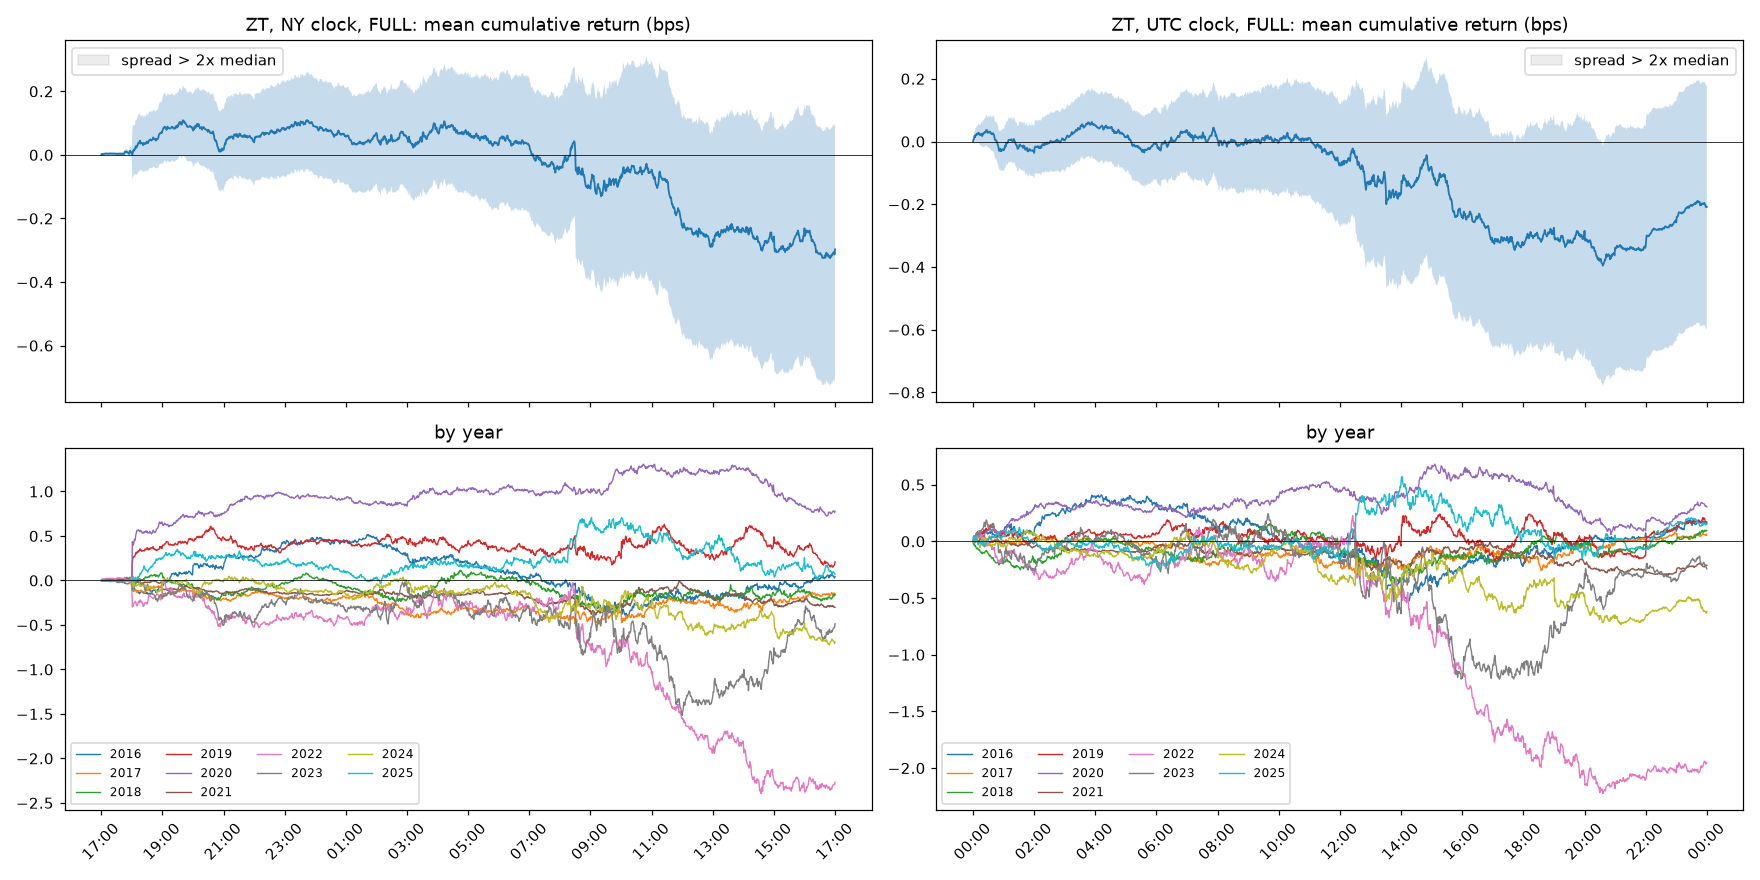 ZT, NY clock, FULL: mean cumulative return (bps)
spread > 2x median
0.2
0.0
−0.2
−0.4
−0.6
ZT, UTC clock, FULL: mean cumulative return (bps)
spread > 2x median
0.2
0.0
−0.2
−0.4
−0.6
−0.8
by year
1.0
0.5
0.0
−0.5
−1.0
−1.5
−2.0
−2.5
2016 2019 2022 2024
2017 2020 2023 2025
2018 2021
17:00 19:00 21:00 23:00 01:00 03:00 05:00 07:00 09:00 11:00 13:00 15:00 17:00
by year
0.5
0.0
−0.5
−1.0
−1.5
−2.0
2016 2019 2022 2024
2017 2020 2023 2025
2018 2021
00:00 02:00 04:00 06:00 08:00 10:00 12:00 14:00 16:00 18:00 20:00 22:00 00:00